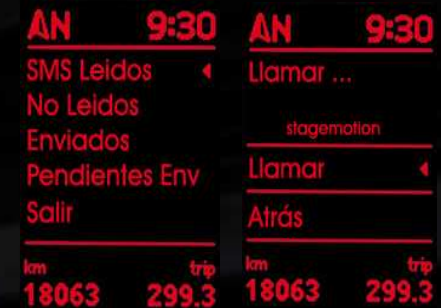 AN 9:30
SMS Leidos
No Leidos
Enviados
Pendientes Env
Salir
km trip
18063 299.3
AN 9:30
Llamar ...
stagemotion
Llamar
Atrás
km trip
18063 299.3